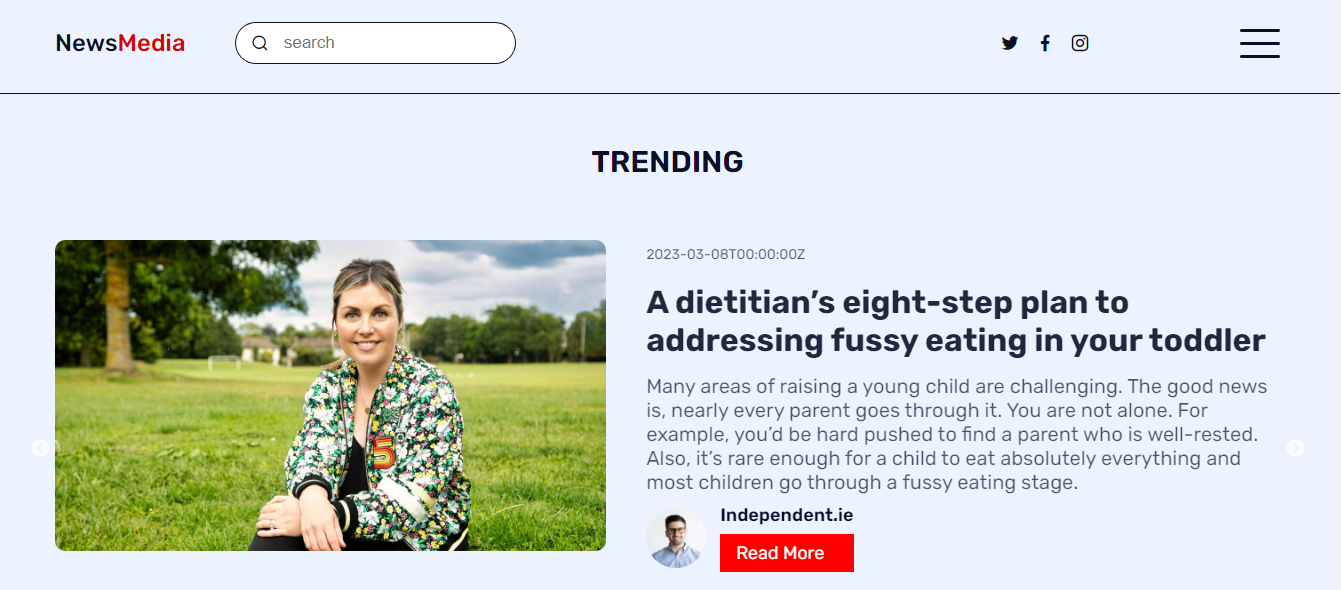 NewsMedia
search
TRENDING
2023-03-08T00:00:00Z
A dietitian’s eight-step plan to
addressing fussy eating in your toddler
Many areas of raising a young child are challenging. The good news
is, nearly every parent goes through it. You are not alone. For
example, you’d be hard pushed to find a parent who is well-rested.
Also, it’s rare enough for a child to eat absolutely everything and
most children go through a fussy eating stage.
Independent.ie
Read More
5